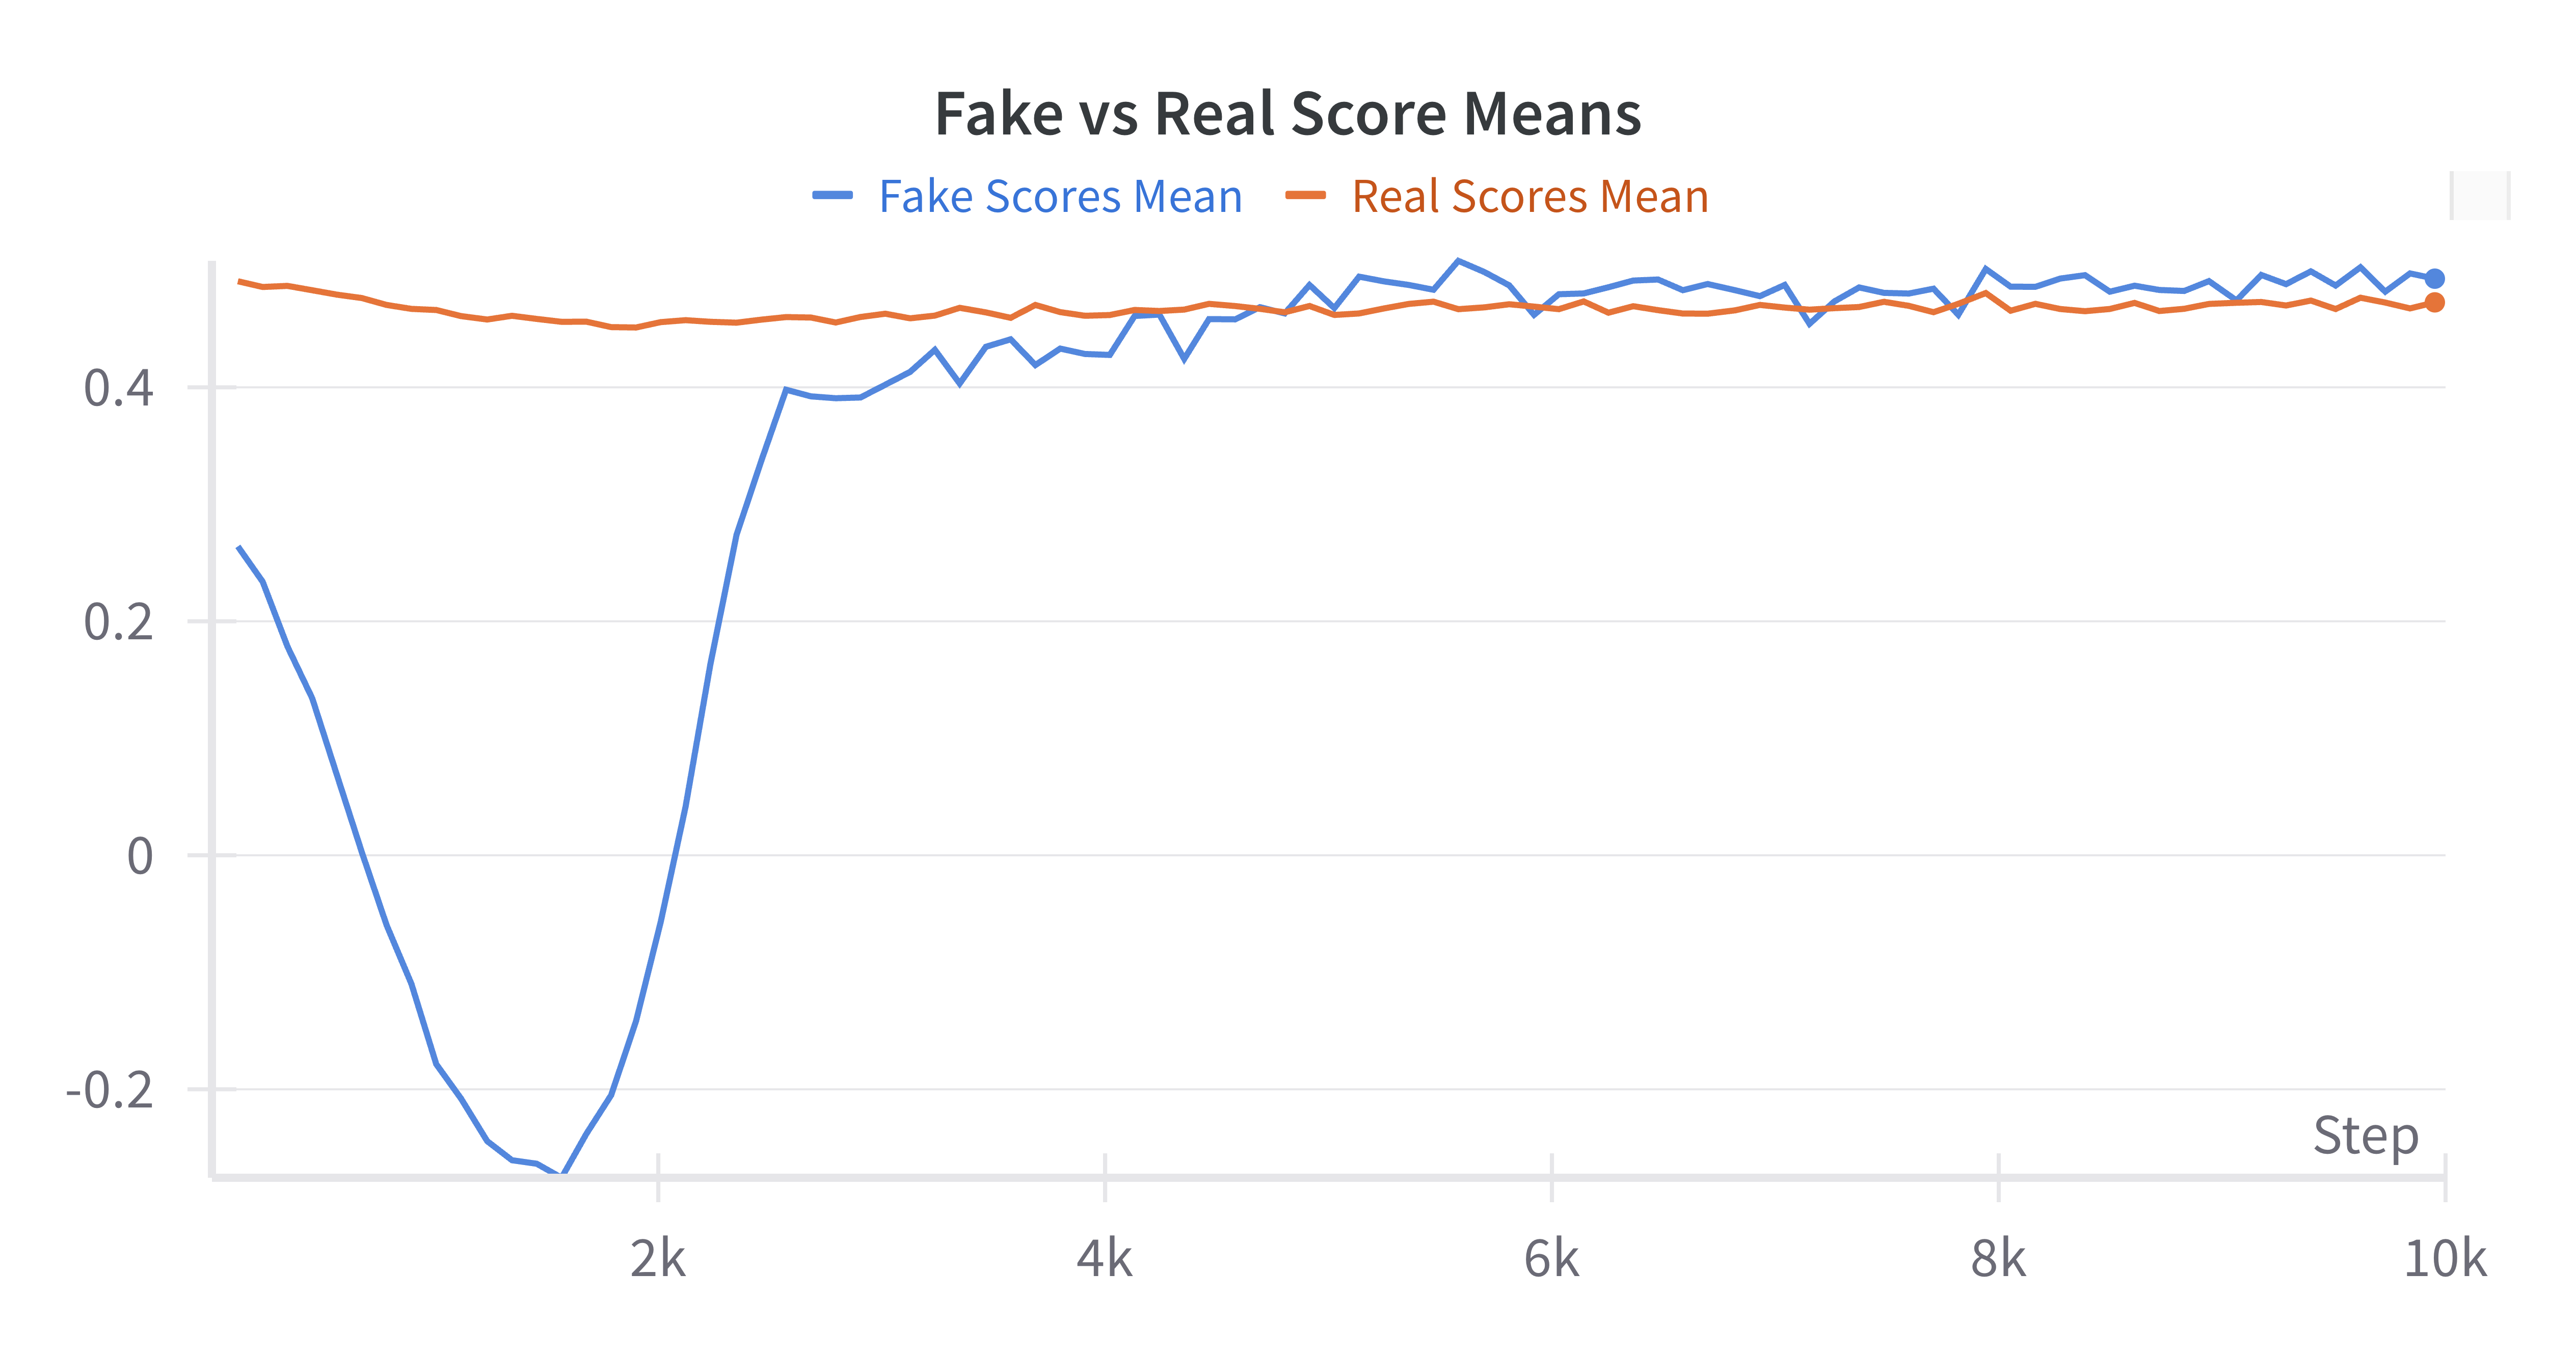 Fake vs Real Score Means
Fake Scores Mean Real Scores Mean
0.4
0.2
0
-0.2
Step
2k 4k 6k 8k 10k